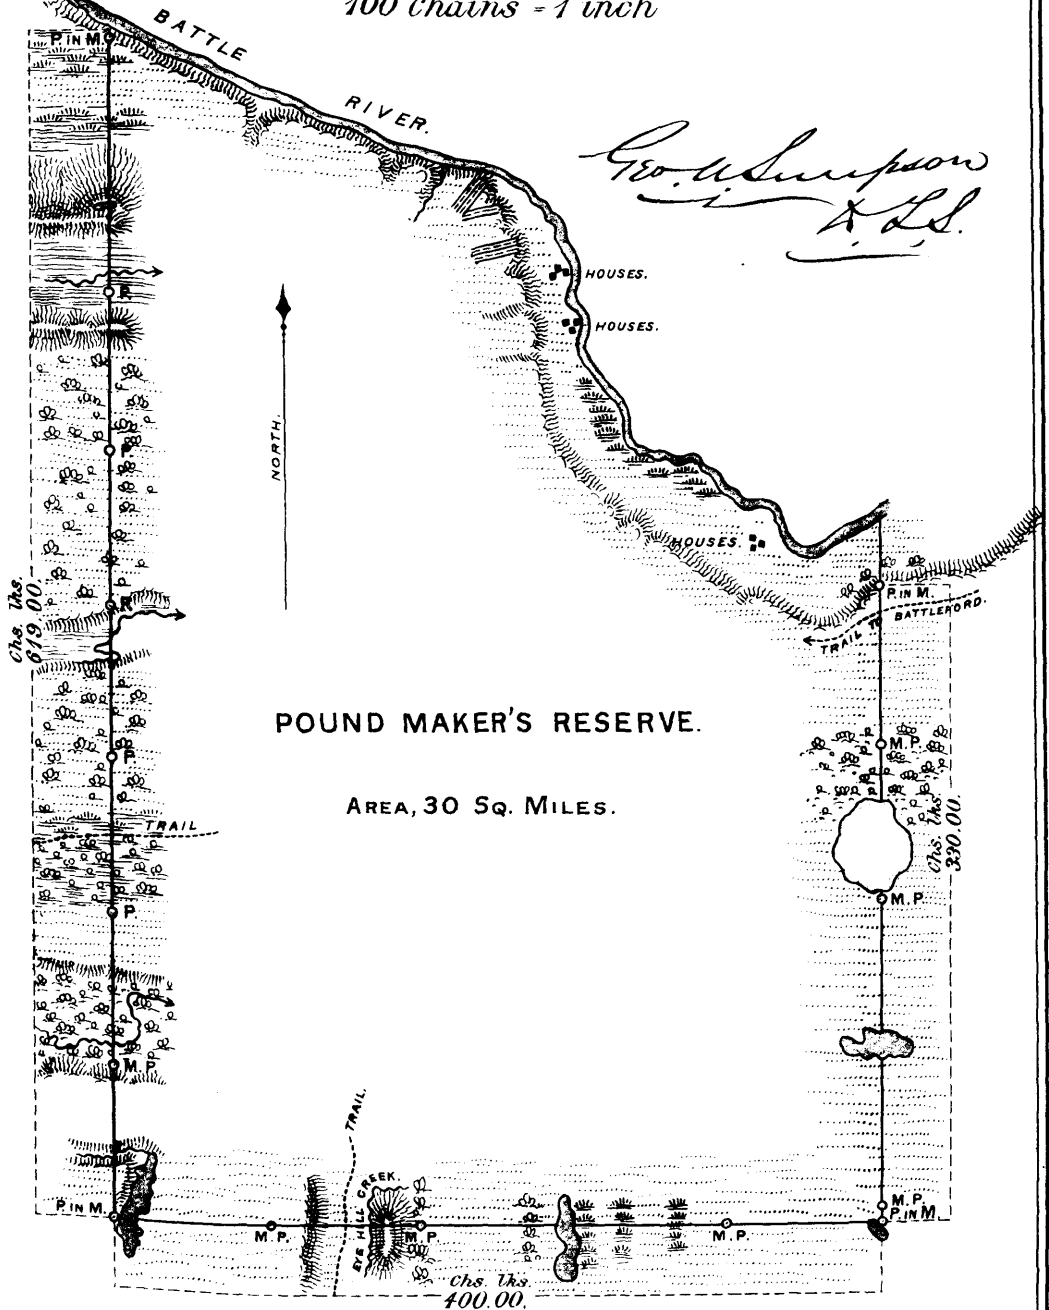 100 chains = 1 inch
BATTLE RIVER.
P IN M.
Geo. A Simpson
D. L. S.
HOUSES.
R
HOUSES.
NORTH.
P
HOUSES.
Chs. lks.
619 00.
R
P IN M.
TRAIL TO BATTLEFORD.
POUND MAKER'S RESERVE.
M.P.
P
AREA, 30 SQ. MILES.
Chs. lks.
330.00.
TRAIL
M.P.
P
M.P
TRAIL.
EYE HILL CREEK
P IN M.
M.P.
P IN M.
M.P.
M.P.
M.P.
Chs. lks.
400.00.